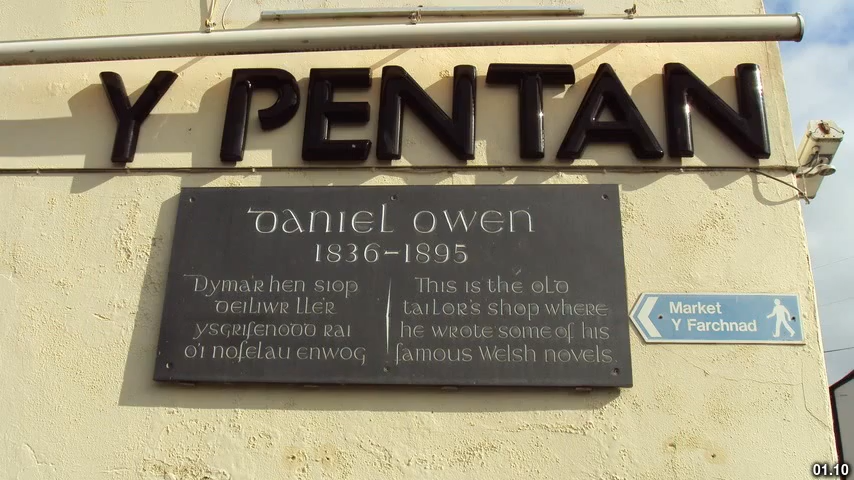 Y PENTAN
Daniel Owen
1836-1895
Dyma'r hen siop
deiliwr lle'r
ysgrifenodd rai
o'i nofelau enwog
This is the old
tailor's shop where
he wrote some of his
famous Welsh novels.
Market
Y Farchnad
01.10